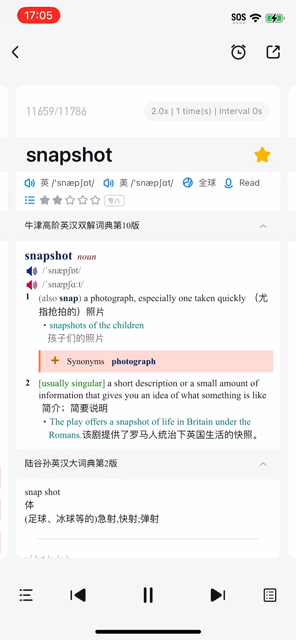 17:05
SOS
11659/11786
2.0x | 1 time(s) | Interval 0s
snapshot
英 /'snæpʃɒt/ 美 /'snæpʃɑt/ 全球 Read
专八
牛津高阶英汉双解词典第10版
snapshot noun
/ˈsnæpʃɒt/
/ˈsnæpʃɑːt/
1 (also snap) a photograph, especially one taken quickly （尤
指抢拍的）照片
• snapshots of the children
孩子们的照片
+ Synonyms photograph
2 [usually singular] a short description or a small amount of
information that gives you an idea of what something is like
简介；简要说明
• The play offers a snapshot of life in Britain under the
Romans.该剧提供了罗马人统治下英国生活的快照。
陆谷孙英汉大词典第2版
snap shot
体
(足球、冰球等的)急射,快射;弹射